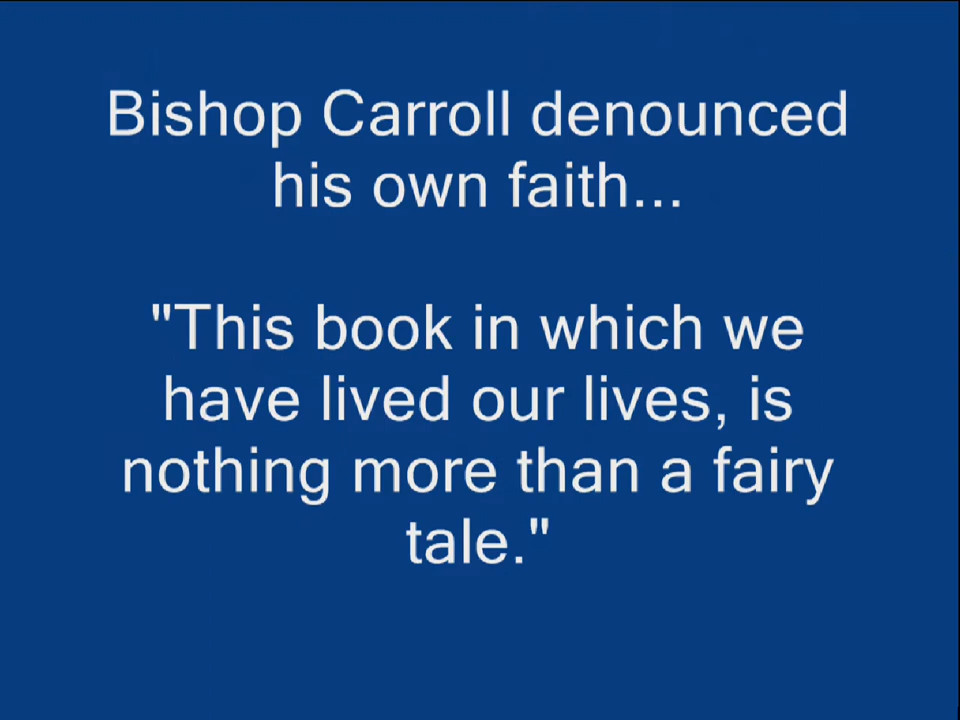 Bishop Carroll denounced
his own faith...
"This book in which we
have lived our lives, is
nothing more than a fairy
tale."